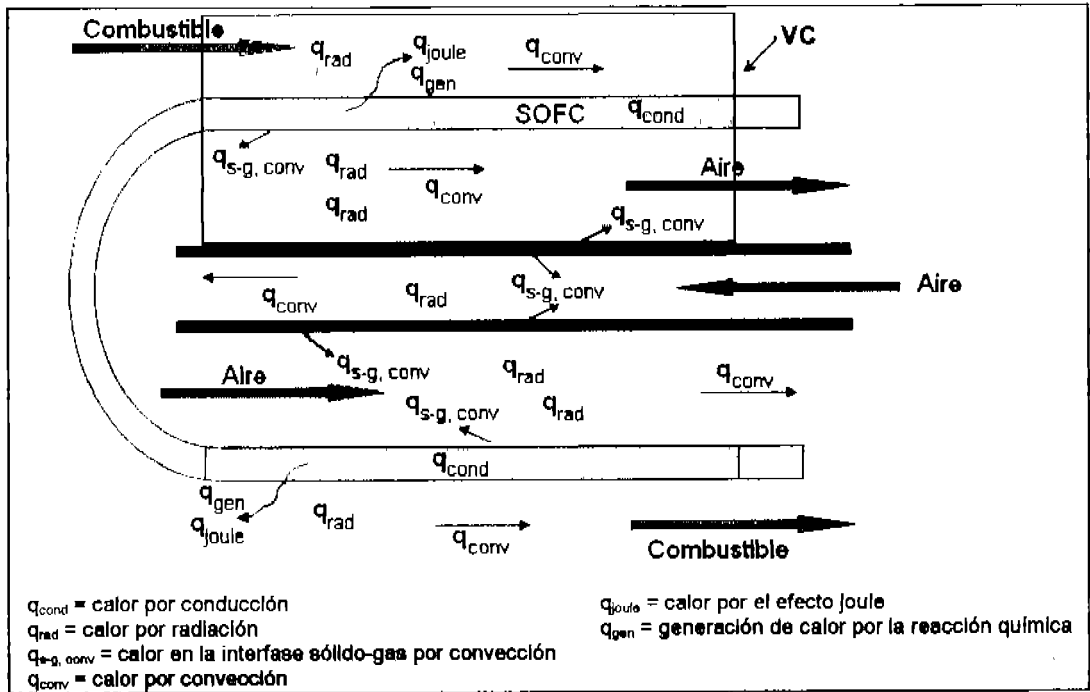 Combustible
q_rad
q_joule
q_gen
q_conv
VC
SOFC
q_cond
q_s-g, conv
q_rad
q_rad
q_conv
Aire
q_s-g, conv
q_conv
q_rad
q_s-g, conv
Aire
Aire
q_s-g, conv
q_rad
q_conv
q_s-g, conv
q_rad
q_cond
q_gen
q_joule
q_rad
q_conv
Combustible
q_cond = calor por conducción
q_rad = calor por radiación
q_s-g, conv = calor en la interfase sólido-gas por convección
q_conv = calor por convección
q_joule = calor por el efecto joule
q_gen = generación de calor por la reacción química